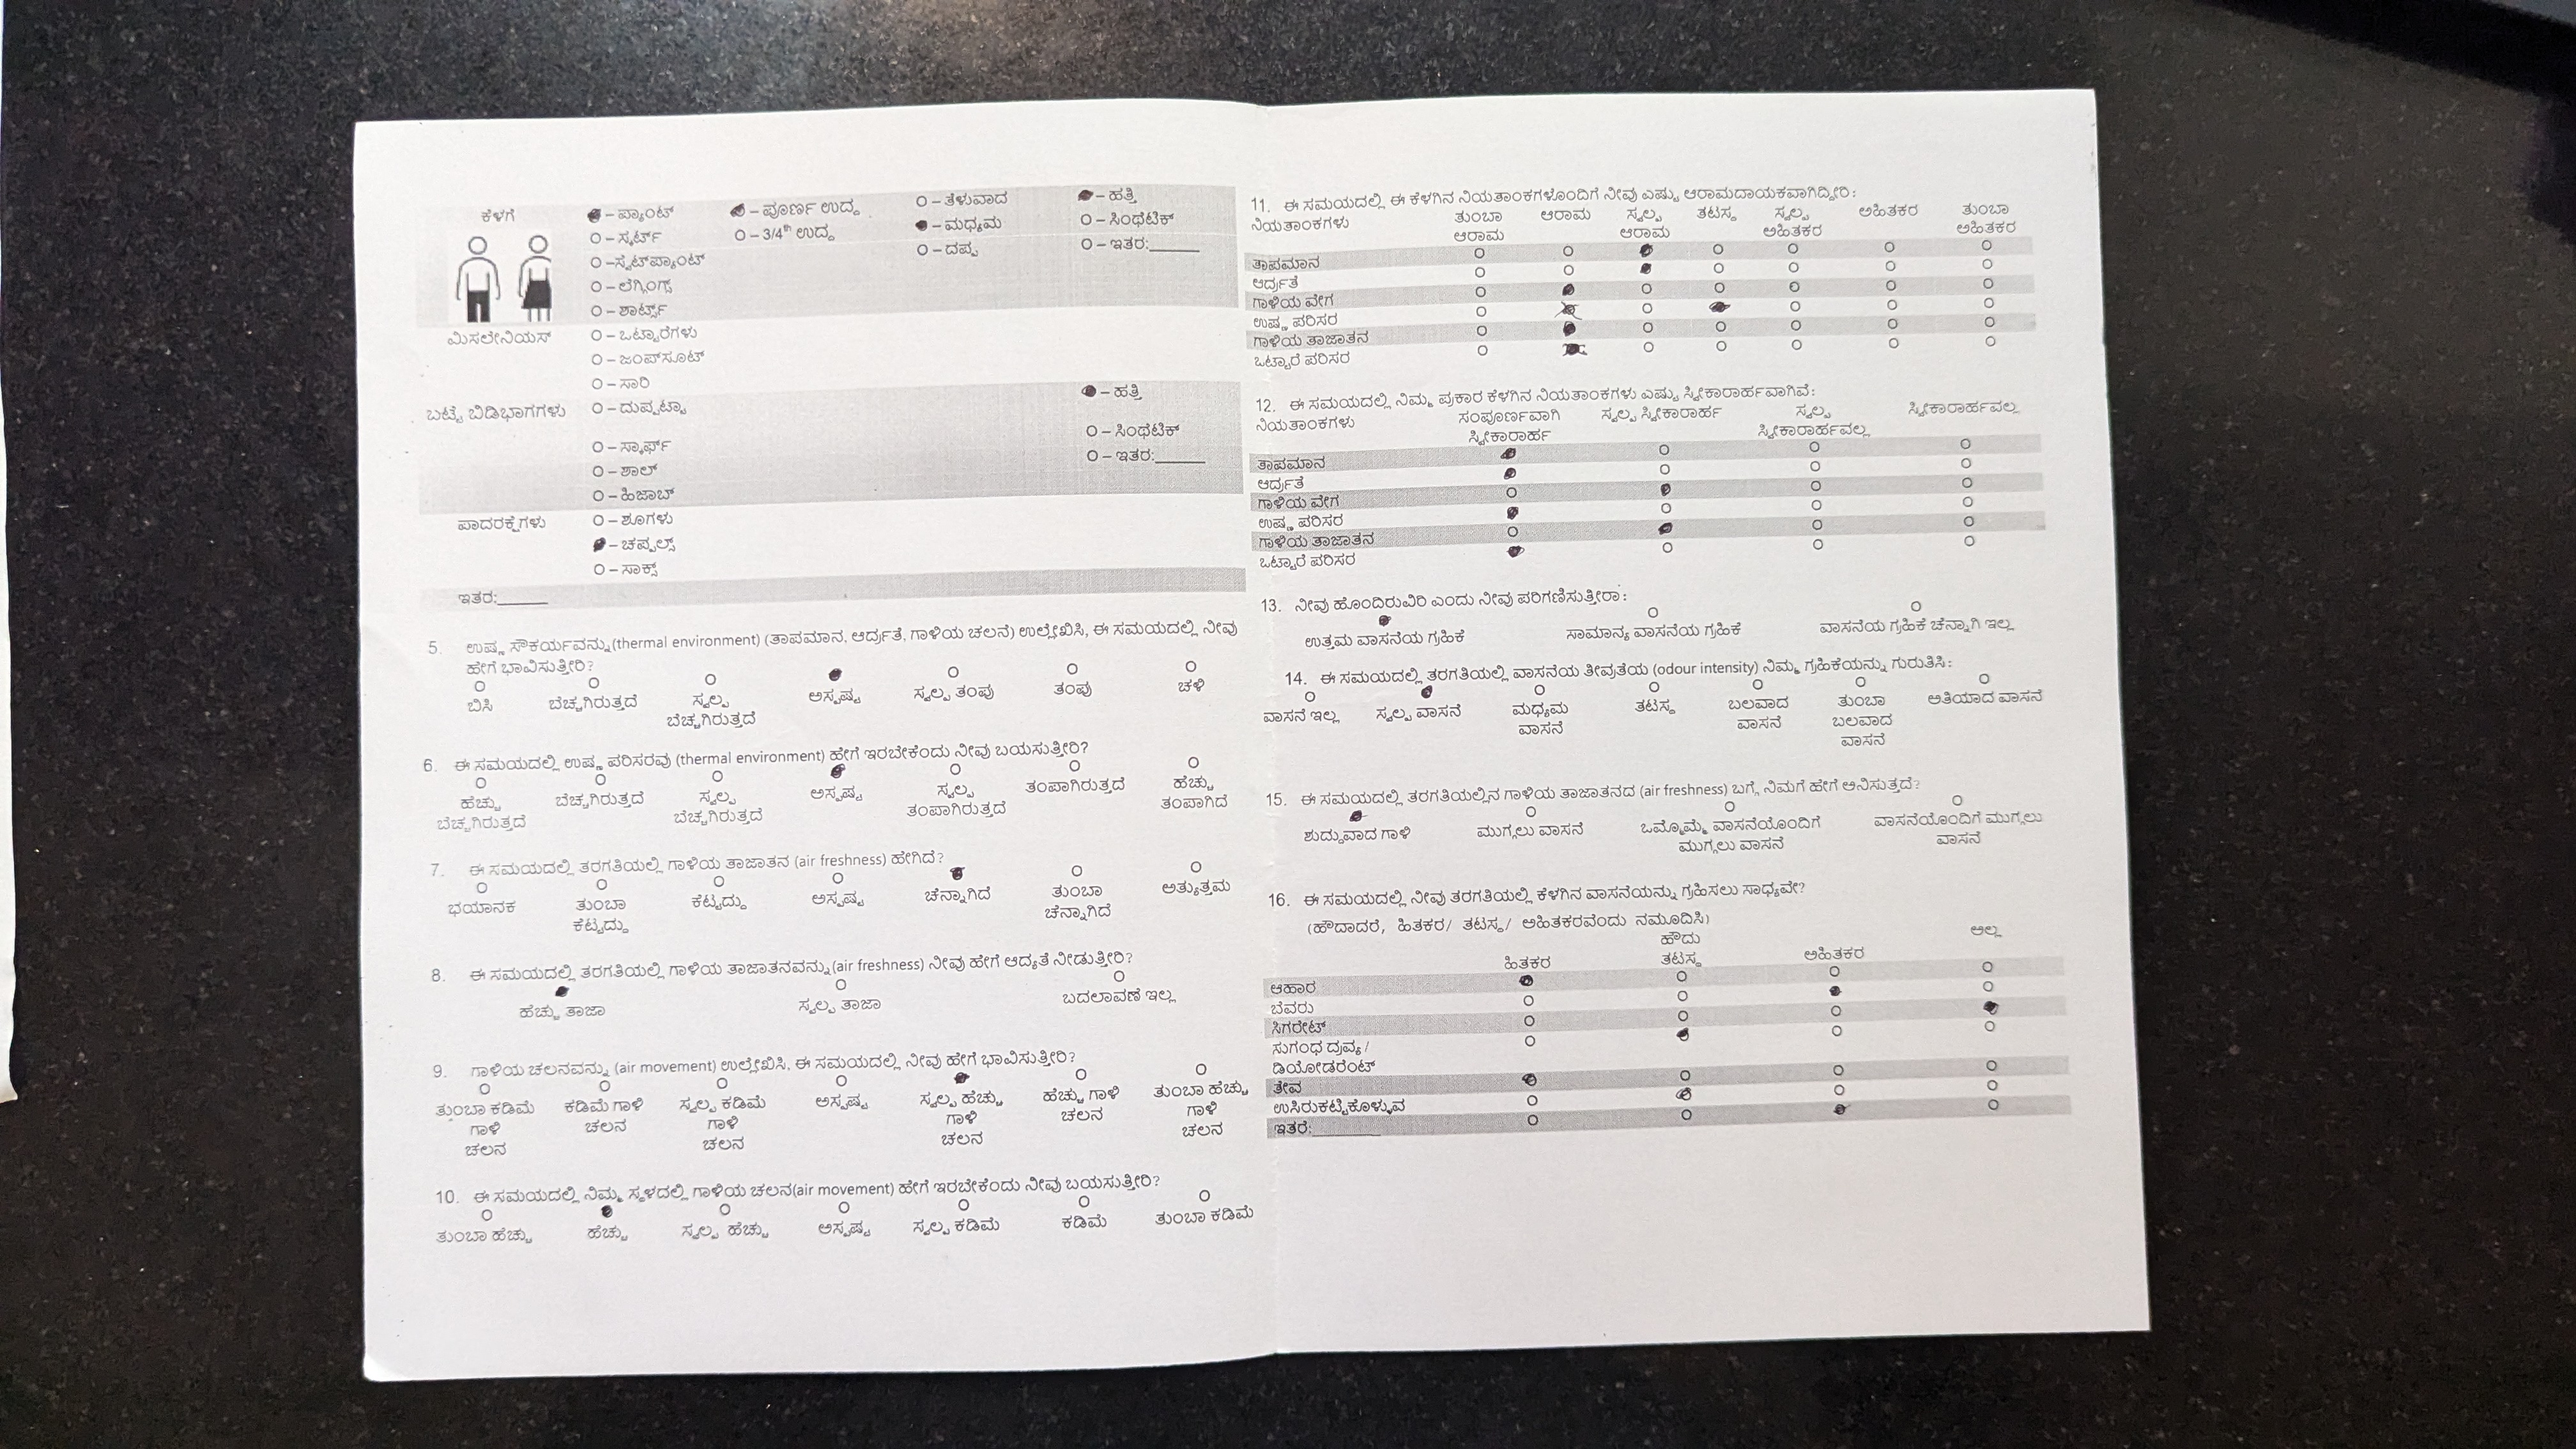 ಕೆಳಗೆ
– ಪ್ಯಾಂಟ್ – ಪೂರ್ಣ ಉದ್ದ O – ತೆಳುವಾದ – ಹತ್ತಿ
O – ಸ್ಕರ್ಟ್ O – 3/4th ಉದ್ದ – ಮಧ್ಯಮ O – ಸಿಂಥೆಟಿಕ್
O –ಸ್ವೆಟ್‌ಪ್ಯಾಂಟ್ O – ದಪ್ಪ O – ಇತರ:______
O – ಲೆಗ್ಗಿಂಗ್ಸ್
O – ಶಾರ್ಟ್ಸ್
ಮಿಸಲೇನಿಯಸ್ O – ಒಟ್ಟಾರೆಗಳು
O – ಜಂಪ್‌ಸೂಟ್
O – ಸಾರಿ
ಬಟ್ಟೆ ಬಿಡಿಭಾಗಗಳು O – ದುಪ್ಪಟ್ಟಾ – ಹತ್ತಿ
O – ಸ್ಕಾರ್ಫ್ O – ಸಿಂಥೆಟಿಕ್
O – ಶಾಲ್ O – ಇತರ:______
O – ಹಿಜಾಬ್
ಪಾದರಕ್ಷೆಗಳು O – ಶೂಗಳು
– ಚಪ್ಪಲ್ಸ್
O – ಸಾಕ್ಸ್
ಇತರ:______
5. ಉಷ್ಣ ಸೌಕರ್ಯವನ್ನು(thermal environment) (ತಾಪಮಾನ, ಆರ್ದ್ರತೆ, ಗಾಳಿಯ ಚಲನೆ) ಉಲ್ಲೇಖಿಸಿ, ಈ ಸಮಯದಲ್ಲಿ ನೀವು
ಹೇಗೆ ಭಾವಿಸುತ್ತೀರಿ?
ಬಿಸಿ ಬೆಚ್ಚಗಿರುತ್ತದೆ ಸ್ವಲ್ಪ ಅಸ್ಪಷ್ಟ ಸ್ವಲ್ಪ ತಂಪು ತಂಪು ಚಳಿ
ಬೆಚ್ಚಗಿರುತ್ತದೆ
6. ಈ ಸಮಯದಲ್ಲಿ ಉಷ್ಣ ಪರಿಸರವು (thermal environment) ಹೇಗೆ ಇರಬೇಕೆಂದು ನೀವು ಬಯಸುತ್ತೀರಿ?
ಹೆಚ್ಚು ಬೆಚ್ಚಗಿರುತ್ತದೆ ಸ್ವಲ್ಪ ಅಸ್ಪಷ್ಟ ಸ್ವಲ್ಪ ತಂಪಾಗಿರುತ್ತದೆ ಹೆಚ್ಚು
ಬೆಚ್ಚಗಿರುತ್ತದೆ ಬೆಚ್ಚಗಿರುತ್ತದೆ ತಂಪಾಗಿರುತ್ತದೆ ತಂಪಾಗಿದೆ
7. ಈ ಸಮಯದಲ್ಲಿ ತರಗತಿಯಲ್ಲಿ ಗಾಳಿಯ ತಾಜಾತನ (air freshness) ಹೇಗಿದೆ?
ಭಯಾನಕ ತುಂಬಾ ಕೆಟ್ಟದ್ದು ಅಸ್ಪಷ್ಟ ಚೆನ್ನಾಗಿದೆ ತುಂಬಾ ಅತ್ಯುತ್ತಮ
ಕೆಟ್ಟದ್ದು ಚೆನ್ನಾಗಿದೆ
8. ಈ ಸಮಯದಲ್ಲಿ ತರಗತಿಯಲ್ಲಿ ಗಾಳಿಯ ತಾಜಾತನವನ್ನು(air freshness) ನೀವು ಹೇಗೆ ಆದ್ಯತೆ ನೀಡುತ್ತೀರಿ?
ಹೆಚ್ಚು ತಾಜಾ ಸ್ವಲ್ಪ ತಾಜಾ ಬದಲಾವಣೆ ಇಲ್ಲ
9. ಗಾಳಿಯ ಚಲನವನ್ನು (air movement) ಉಲ್ಲೇಖಿಸಿ, ಈ ಸಮಯದಲ್ಲಿ ನೀವು ಹೇಗೆ ಭಾವಿಸುತ್ತೀರಿ?
ತುಂಬಾ ಕಡಿಮೆ ಕಡಿಮೆ ಗಾಳಿ ಸ್ವಲ್ಪ ಕಡಿಮೆ ಅಸ್ಪಷ್ಟ ಸ್ವಲ್ಪ ಹೆಚ್ಚು ಹೆಚ್ಚು ಗಾಳಿ ತುಂಬಾ ಹೆಚ್ಚು
ಗಾಳಿ ಚಲನ ಗಾಳಿ ಗಾಳಿ ಚಲನ ಗಾಳಿ
ಚಲನ ಚಲನ ಚಲನ ಚಲನ
10. ಈ ಸಮಯದಲ್ಲಿ ನಿಮ್ಮ ಸ್ಥಳದಲ್ಲಿ ಗಾಳಿಯ ಚಲನ(air movement) ಹೇಗೆ ಇರಬೇಕೆಂದು ನೀವು ಬಯಸುತ್ತೀರಿ?
ತುಂಬಾ ಹೆಚ್ಚು ಹೆಚ್ಚು ಸ್ವಲ್ಪ ಹೆಚ್ಚು ಅಸ್ಪಷ್ಟ ಸ್ವಲ್ಪ ಕಡಿಮೆ ಕಡಿಮೆ ತುಂಬಾ ಕಡಿಮೆ
11. ಈ ಸಮಯದಲ್ಲಿ ಈ ಕೆಳಗಿನ ನಿಯತಾಂಕಗಳೊಂದಿಗೆ ನೀವು ಎಷ್ಟು ಆರಾಮದಾಯಕವಾಗಿದ್ದೀರಿ:
ನಿಯತಾಂಕಗಳು ತುಂಬಾ ಆರಾಮ ಸ್ವಲ್ಪ ತಟಸ್ಥ ಸ್ವಲ್ಪ ಅಹಿತಕರ ತುಂಬಾ
ಆರಾಮ ಆರಾಮ ಅಹಿತಕರ ಅಹಿತಕರ
ತಾಪಮಾನ
ಆರ್ದ್ರತೆ
ಗಾಳಿಯ ವೇಗ
ಉಷ್ಣ ಪರಿಸರ
ಗಾಳಿಯ ತಾಜಾತನ
ಒಟ್ಟಾರೆ ಪರಿಸರ
12. ಈ ಸಮಯದಲ್ಲಿ ನಿಮ್ಮ ಪ್ರಕಾರ ಕೆಳಗಿನ ನಿಯತಾಂಕಗಳು ಎಷ್ಟು ಸ್ವೀಕಾರಾರ್ಹವಾಗಿವೆ:
ನಿಯತಾಂಕಗಳು ಸಂಪೂರ್ಣವಾಗಿ ಸ್ವಲ್ಪ ಸ್ವೀಕಾರಾರ್ಹ ಸ್ವಲ್ಪ ಸ್ವೀಕಾರಾರ್ಹವಲ್ಲ
ಸ್ವೀಕಾರಾರ್ಹ ಸ್ವೀಕಾರಾರ್ಹವಲ್ಲ
ತಾಪಮಾನ
ಆರ್ದ್ರತೆ
ಗಾಳಿಯ ವೇಗ
ಉಷ್ಣ ಪರಿಸರ
ಗಾಳಿಯ ತಾಜಾತನ
ಒಟ್ಟಾರೆ ಪರಿಸರ
13. ನೀವು ಹೊಂದಿರುವಿರಿ ಎಂದು ನೀವು ಪರಿಗಣಿಸುತ್ತೀರಾ:
ಉತ್ತಮ ವಾಸನೆಯ ಗ್ರಹಿಕೆ ಸಾಮಾನ್ಯ ವಾಸನೆಯ ಗ್ರಹಿಕೆ ವಾಸನೆಯ ಗ್ರಹಿಕೆ ಚೆನ್ನಾಗಿ ಇಲ್ಲ
14. ಈ ಸಮಯದಲ್ಲಿ ತರಗತಿಯಲ್ಲಿ ವಾಸನೆಯ ತೀವ್ರತೆಯ (odour intensity) ನಿಮ್ಮ ಗ್ರಹಿಕೆಯನ್ನು ಗುರುತಿಸಿ:
ವಾಸನೆ ಇಲ್ಲ ಸ್ವಲ್ಪ ವಾಸನೆ ಮಧ್ಯಮ ತಟಸ್ಥ ಬಲವಾದ ತುಂಬಾ ಅತಿಯಾದ ವಾಸನೆ
ವಾಸನೆ ವಾಸನೆ ಬಲವಾದ
ವಾಸನೆ
15. ಈ ಸಮಯದಲ್ಲಿ ತರಗತಿಯಲ್ಲಿನ ಗಾಳಿಯ ತಾಜಾತನದ (air freshness) ಬಗ್ಗೆ ನಿಮಗೆ ಹೇಗೆ ಅನಿಸುತ್ತದೆ?
ಶುದ್ದುವಾದ ಗಾಳಿ ಮುಗ್ಗಲು ವಾಸನೆ ಒಮ್ಮೊಮ್ಮೆ ವಾಸನೆಯೊಂದಿಗೆ ವಾಸನೆಯೊಂದಿಗೆ ಮುಗ್ಗಲು
ಮುಗ್ಗಲು ವಾಸನೆ ವಾಸನೆ
16. ಈ ಸಮಯದಲ್ಲಿ ನೀವು ತರಗತಿಯಲ್ಲಿ ಕೆಳಗಿನ ವಾಸನೆಯನ್ನು ಗ್ರಹಿಸಲು ಸಾಧ್ಯವೇ?
(ಹೌದಾದರೆ, ಹಿತಕರ/ ತಟಸ್ಥ/ ಅಹಿತಕರವೆಂದು ನಮೂದಿಸಿ)
ಹೌದು ಅಲ್ಲ
ಹಿತಕರ ತಟಸ್ಥ ಅಹಿತಕರ
ಆಹಾರ
ಬೆವರು
ಸಿಗರೇಟ್
ಸುಗಂಧ ದ್ರವ್ಯ /
ಡಿಯೋಡರೆಂಟ್
ತೇವ
ಉಸಿರುಕಟ್ಟಿಕೊಳ್ಳುವ
ಇತರೆ:________